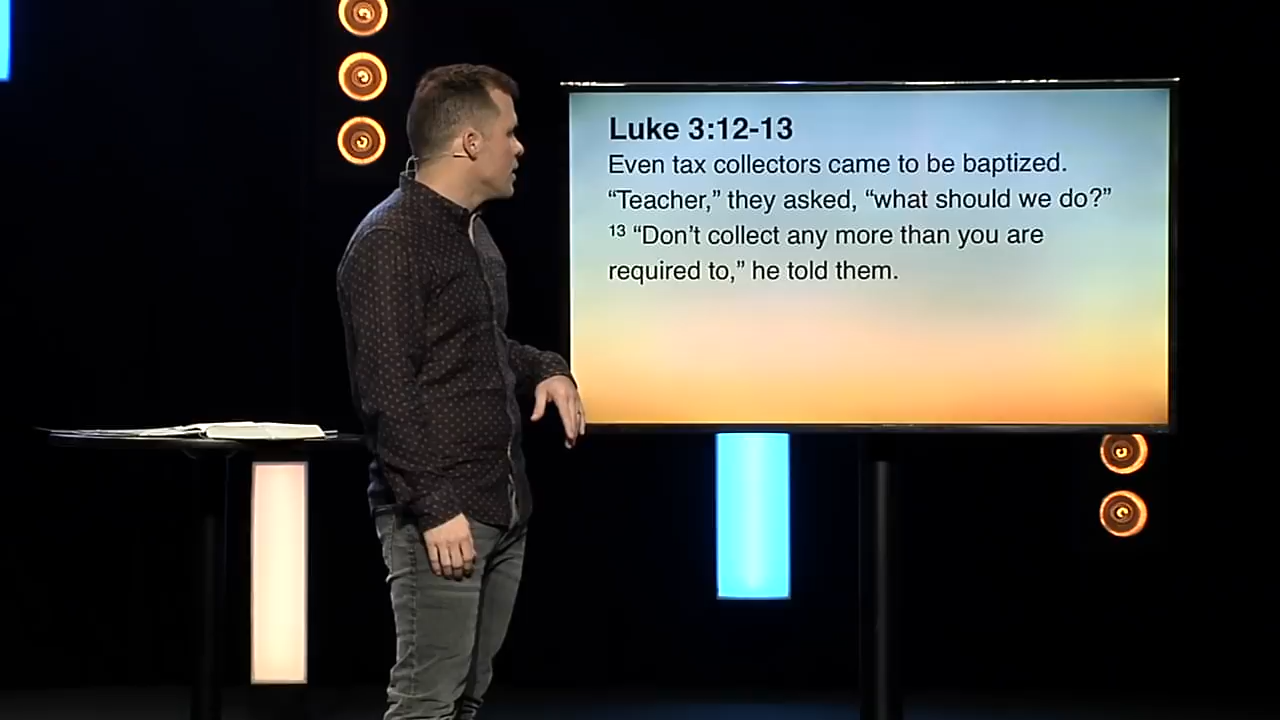 Luke 3:12-13
Even tax collectors came to be baptized.
“Teacher,” they asked, “what should we do?”
¹³ “Don’t collect any more than you are
required to,” he told them.